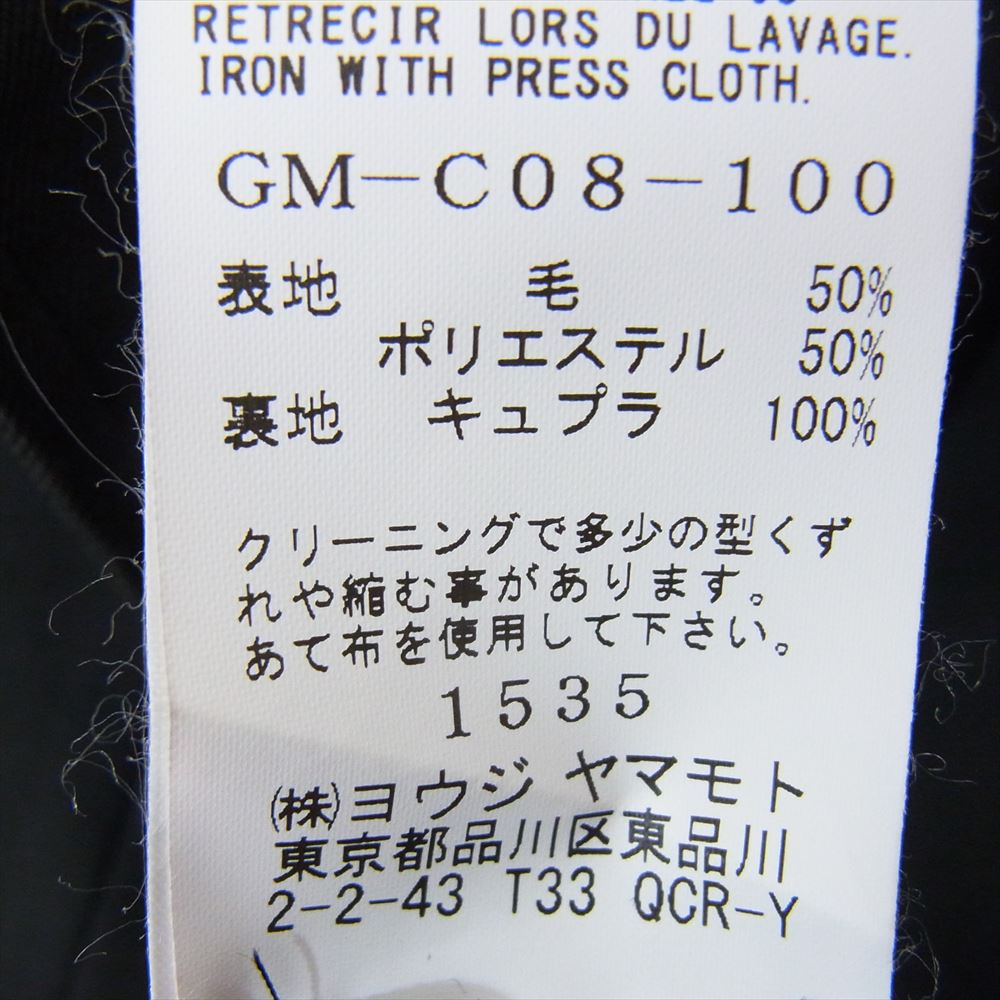 RETRECIR LORS DU LAVAGE.
IRON WITH PRESS CLOTH.
GM-C08-100
表地 毛 50%
ポリエステル 50%
裏地 キュプラ 100%
クリーニングで多少の型くず
れや縮む事があります。
あて布を使用して下さい。
1535
(株)ヨウジヤマモト
東京都品川区東品川
2-2-43 T33 QCR-Y